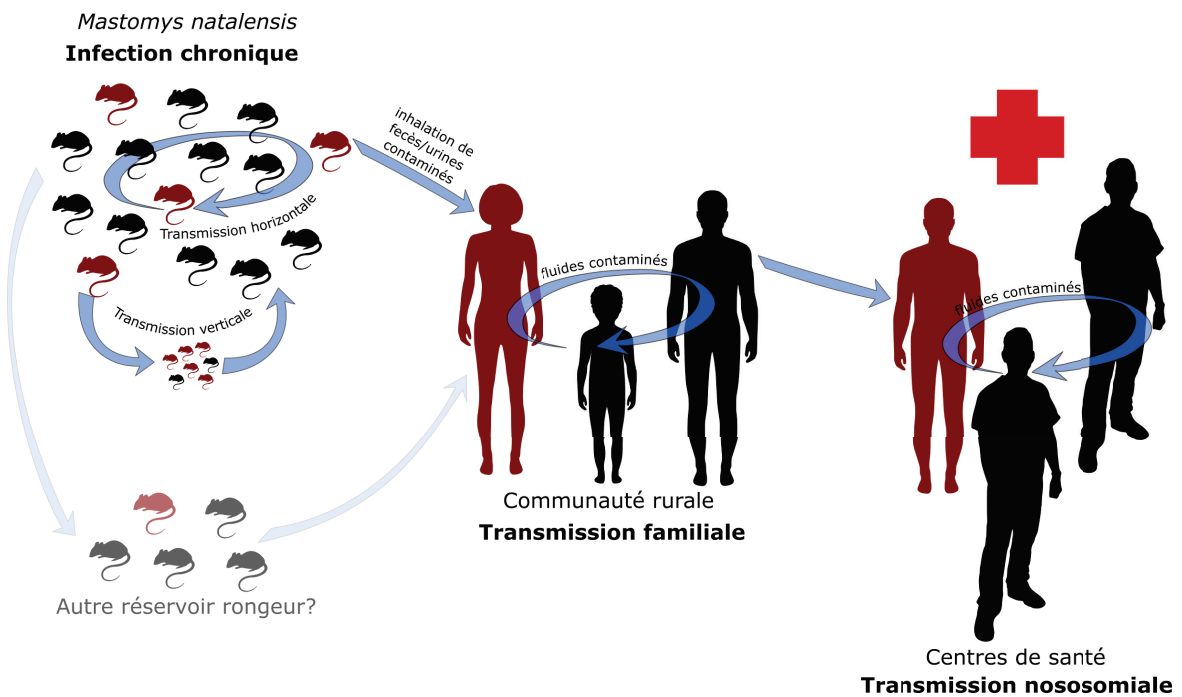 Mastomys natalensis
Infection chronique
inhalation de
fecès/urines
contaminés
Transmission horizontale
Transmission verticale
fluides contaminés
fluides contaminés
Communauté rurale
Transmission familiale
Autre réservoir rongeur?
Centres de santé
Transmission nososomiale